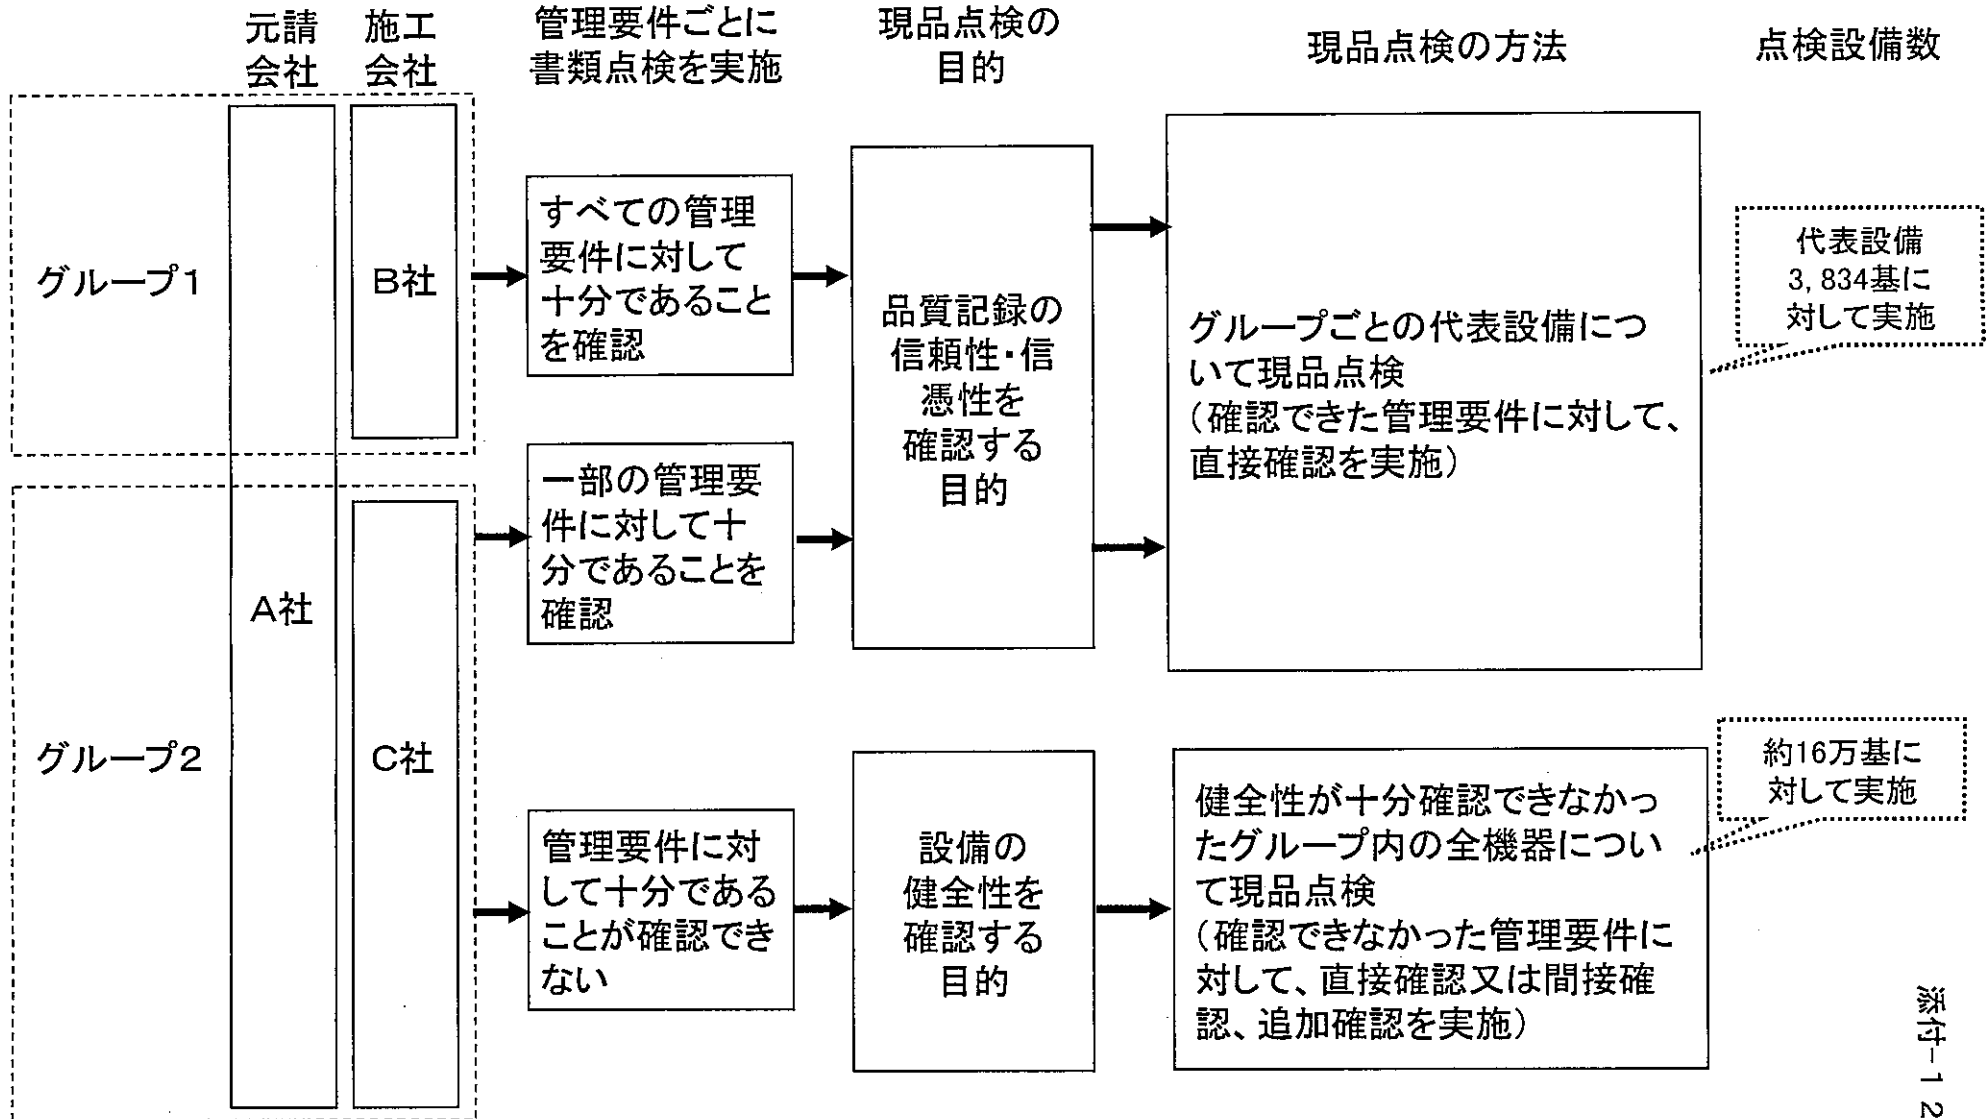 元請
会社
施工
会社
管理要件ごとに
書類点検を実施
現品点検の
目的
現品点検の方法
点検設備数
グループ1
B社
すべての管理
要件に対して
十分であること
を確認
品質記録の
信頼性・信
憑性を
確認する
目的
グループごとの代表設備につ
いて現品点検
（確認できた管理要件に対して、
直接確認を実施）
代表設備
3,834基に
対して実施
一部の管理要
件に対して十
分であることを
確認
A社
グループ2
C社
管理要件に対
して十分である
ことが確認でき
ない
設備の
健全性を
確認する
目的
健全性が十分確認できなかっ
たグループ内の全機器につい
て現品点検
（確認できなかった管理要件に
対して、直接確認又は間接確
認、追加確認を実施）
約16万基に
対して実施
添付-12